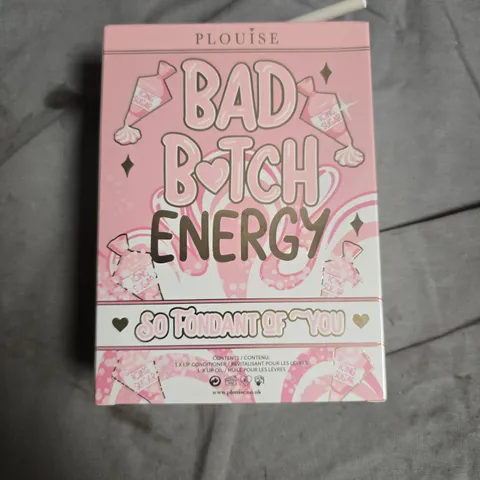 PLOUISE
BAD
B♥TCH
ENERGY
SO FONDANT OF YOU
CONTENTS / CONTENU:
1 X LIP CONDITIONER / REVITALISANT POUR LES LÈVRES
1 X LIP OIL / HUILE POUR LES LÈVRES
www.plouise.co.uk